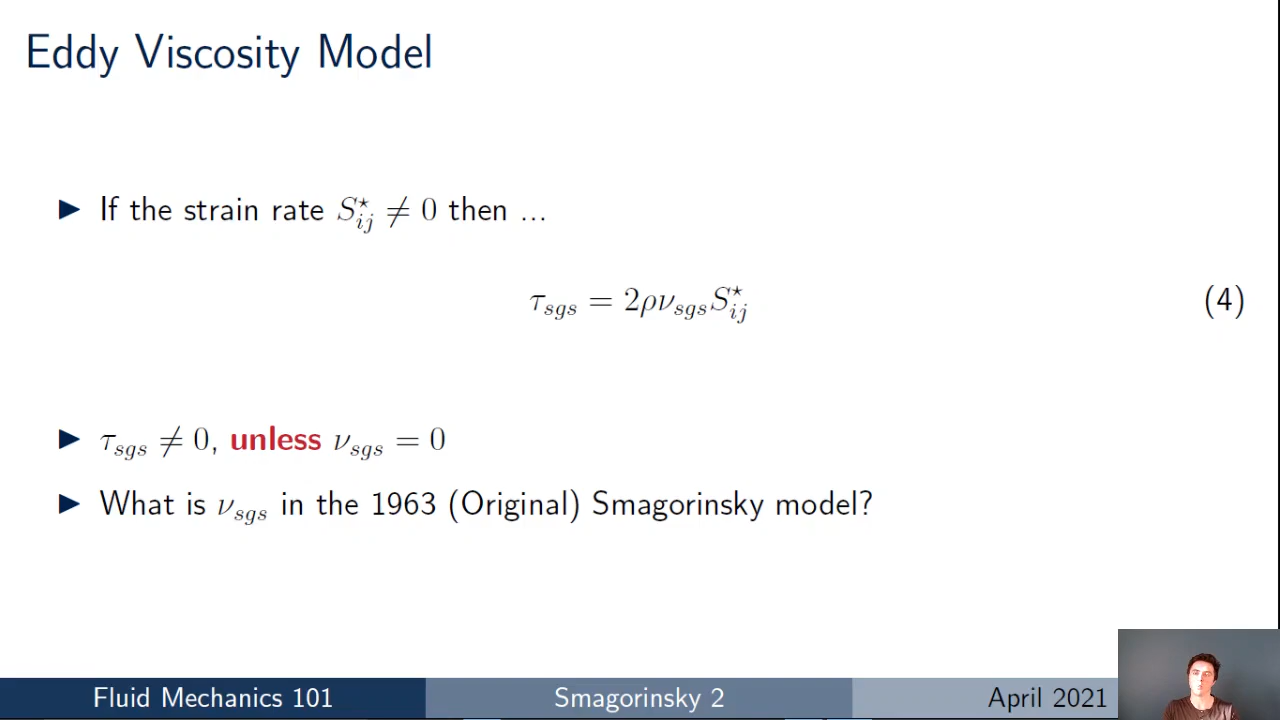 Eddy Viscosity Model
▶ If the strain rate $S^{\star}_{ij} \neq 0$ then ...
$\tau_{sgs} = 2\rho\nu_{sgs}S^{\star}_{ij}$ (4)
▶ $\tau_{sgs} \neq 0$, unless $\nu_{sgs} = 0$
▶ What is $\nu_{sgs}$ in the 1963 (Original) Smagorinsky model?
Fluid Mechanics 101 Smagorinsky 2 April 2021